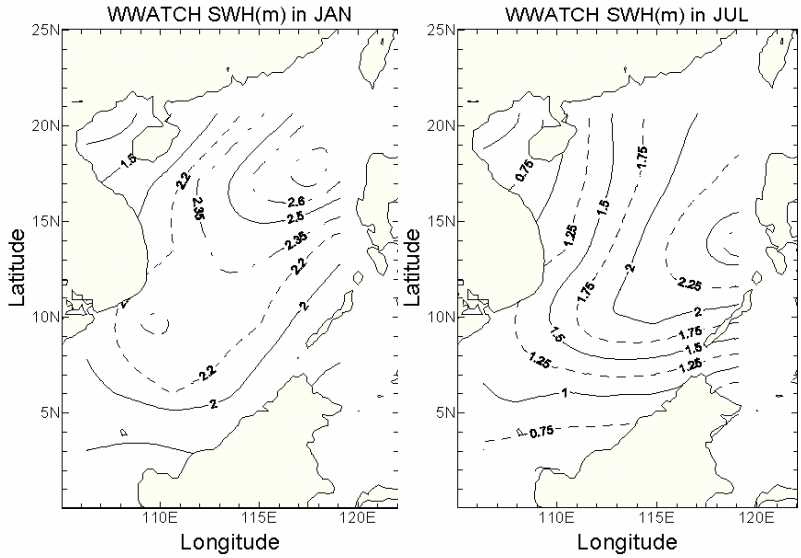 WWATCH SWH(m) in JAN
25N
20N
15N
10N
5N
Latitude
110E 115E 120E
Longitude
1.5
2.2
2.35
2.6
2.5
2.35
2.2
2
2
2.2
2
WWATCH SWH(m) in JUL
25N
20N
15N
10N
5N
Latitude
110E 115E 120E
Longitude
0.75
1.75
1.5
1.25
2
2.25
1.75
2
1.5
1.75
1.5
1.25
1.25
1
0.75